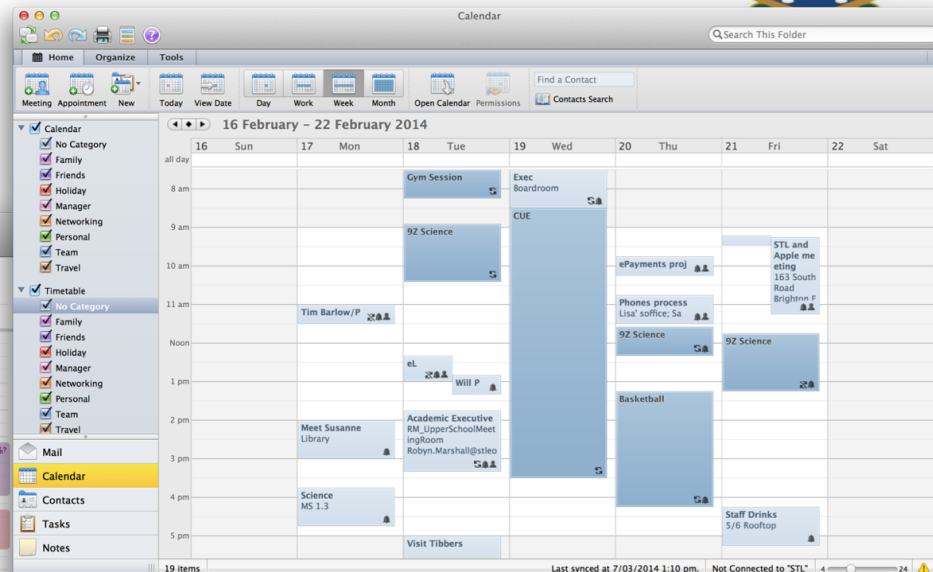 Calendar
Search This Folder
Home Organize Tools
Meeting Appointment New Today View Date Day Work Week Month Open Calendar Permissions
Find a Contact
Contacts Search
Calendar
No Category
Family
Friends
Holiday
Manager
Networking
Personal
Team
Travel
Timetable
No Category
Family
Friends
Holiday
Manager
Networking
Personal
Team
Travel
Mail
Calendar
Contacts
Tasks
Notes
16 February – 22 February 2014
16 Sun 17 Mon 18 Tue 19 Wed 20 Thu 21 Fri 22 Sat
all day
8 am
9 am
10 am
11 am
Noon
1 pm
2 pm
3 pm
4 pm
5 pm
Tim Barlow/P
Meet Susanne
Library
Science
MS 1.3
Gym Session
9Z Science
eL
Will P
Academic Executive
RM_UpperSchoolMeet
ingRoom
Robyn.Marshall@stleo
Visit Tibbers
Exec
Boardroom
CUE
ePayments proj
Phones process
Lisa' soffice; Sa
9Z Science
Basketball
STL and
Apple me
eting
163 South
Road
Brighton
9Z Science
Staff Drinks
5/6 Rooftop
19 items
Last synced at 7/03/2014 1:10 pm. Not Connected to "STL" 4 24